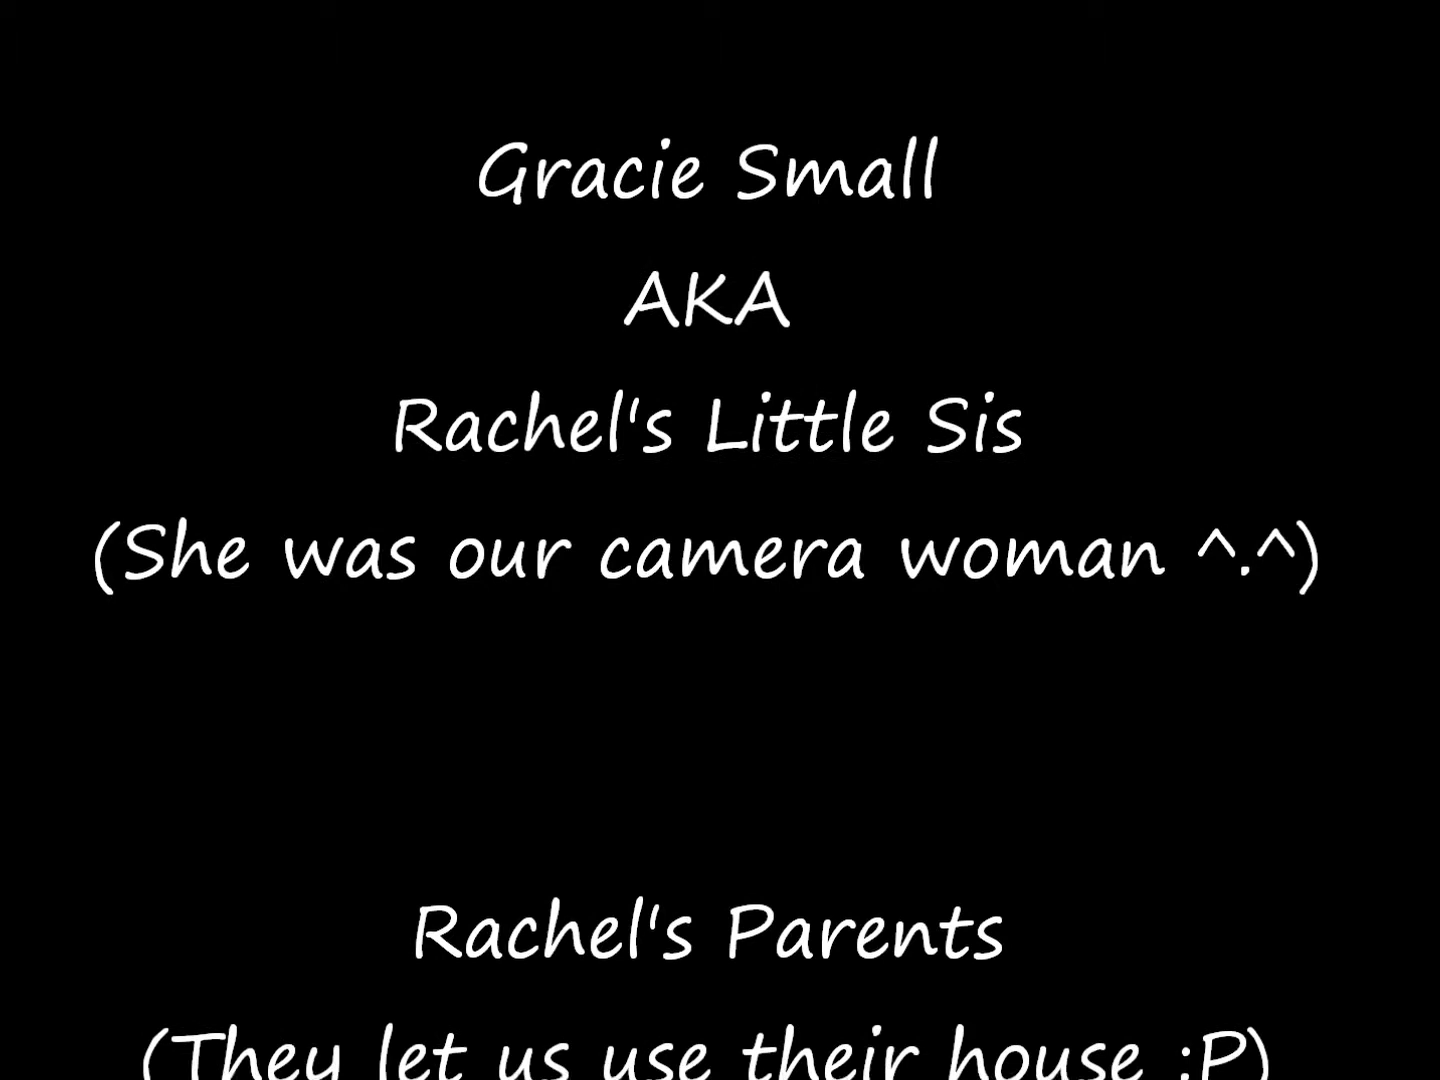 Gracie Small
AKA
Rachel's Little Sis
(She was our camera woman ^.^)
Rachel's Parents
(They let us use their house :P)